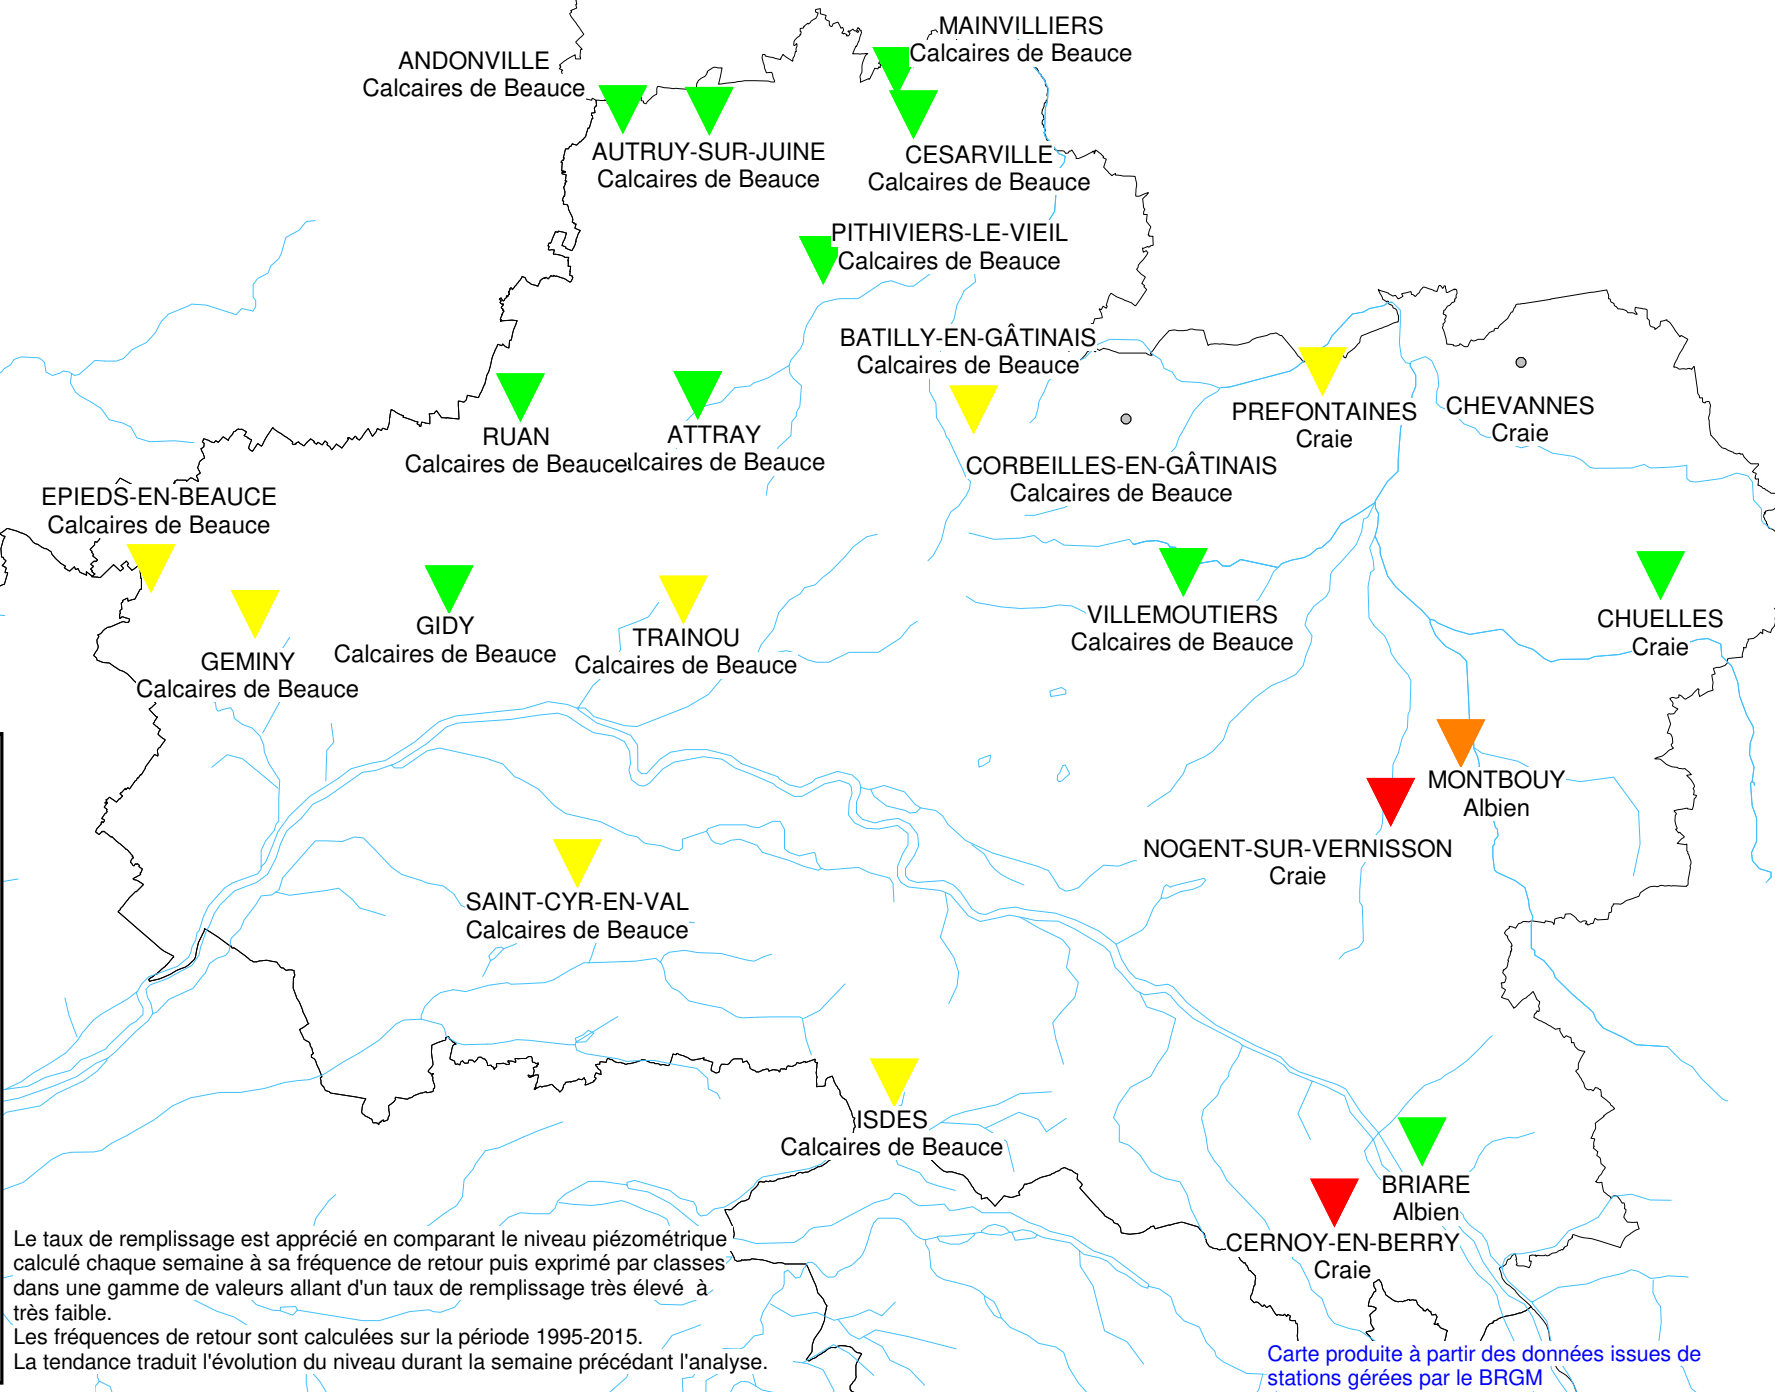 MAINVILLIERS
Calcaires de Beauce
ANDONVILLE
Calcaires de Beauce
AUTRUY-SUR-JUINE
Calcaires de Beauce
CESARVILLE
Calcaires de Beauce
PITHIVIERS-LE-VIEIL
Calcaires de Beauce
BATILLY-EN-GÂTINAIS
Calcaires de Beauce
PREFONTAINES
Craie
CHEVANNES
Craie
RUAN
Calcaires de Beauce
ATTRAY
alcaires de Beauce
CORBEILLES-EN-GÂTINAIS
Calcaires de Beauce
EPIEDS-EN-BEAUCE
Calcaires de Beauce
VILLEMOUTIERS
Calcaires de Beauce
CHUELLES
Craie
GIDY
Calcaires de Beauce
TRAINOU
Calcaires de Beauce
GEMINY
Calcaires de Beauce
MONTBOUY
Albien
NOGENT-SUR-VERNISSON
Craie
SAINT-CYR-EN-VAL
Calcaires de Beauce
ISDES
Calcaires de Beauce
BRIARE
Albien
CERNOY-EN-BERRY
Craie
Le taux de remplissage est apprécié en comparant le niveau piézométrique
calculé chaque semaine à sa fréquence de retour puis exprimé par classes
dans une gamme de valeurs allant d'un taux de remplissage très élevé à
très faible.
Les fréquences de retour sont calculées sur la période 1995-2015.
La tendance traduit l'évolution du niveau durant la semaine précédant l'analyse.
Carte produite à partir des données issues de
stations gérées par le BRGM